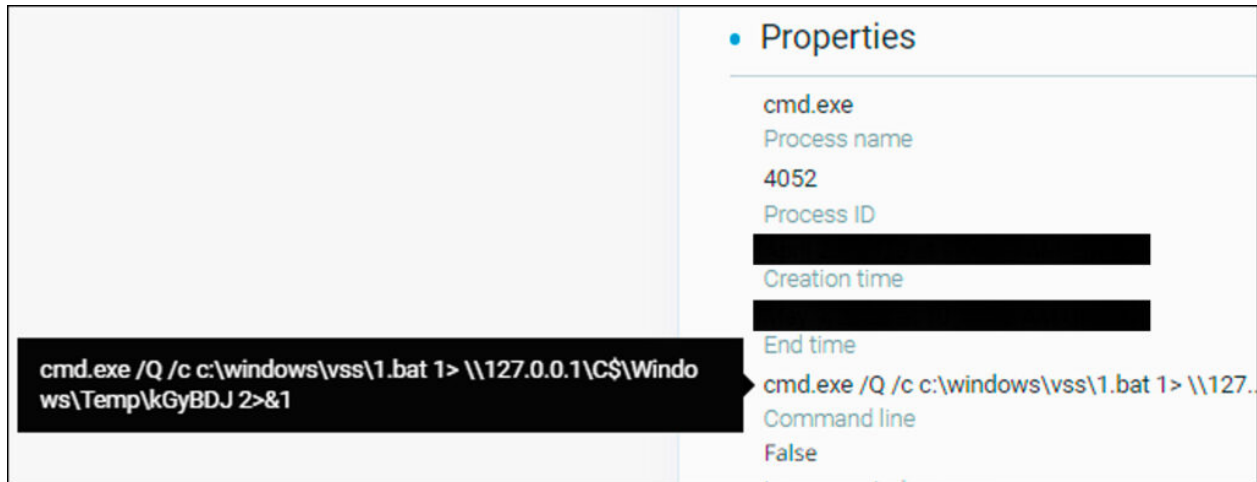 Properties
cmd.exe
Process name
4052
Process ID
Creation time
End time
cmd.exe /Q /c c:\windows\vss\1.bat 1> \\127.0.0.1\C$\Windo
ws\Temp\kGyBDJ 2>&1
cmd.exe /Q /c c:\windows\vss\1.bat 1> \\127...
Command line
False